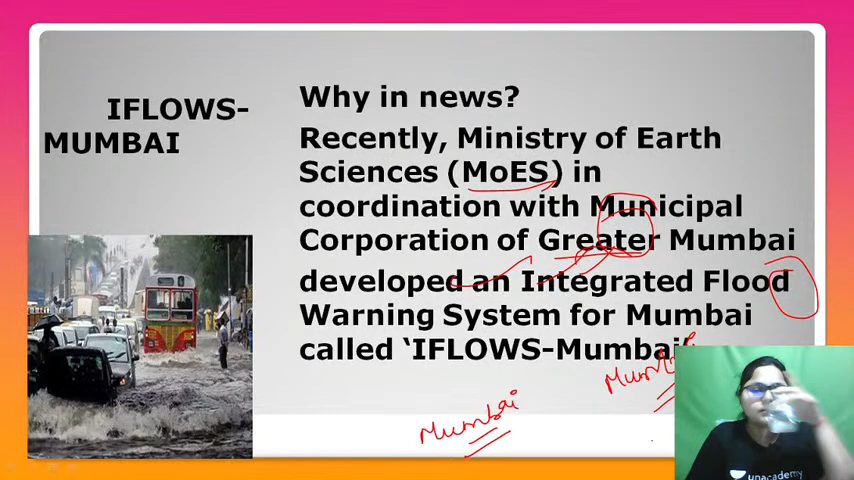 IFLOWS-
MUMBAI
Why in news?
Recently, Ministry of Earth
Sciences (MoES) in
coordination with Municipal
Corporation of Greater Mumbai
developed an Integrated Flood
Warning System for Mumbai
called ‘IFLOWS-Mumbai’
Mumbai
Mumbai
unacademy